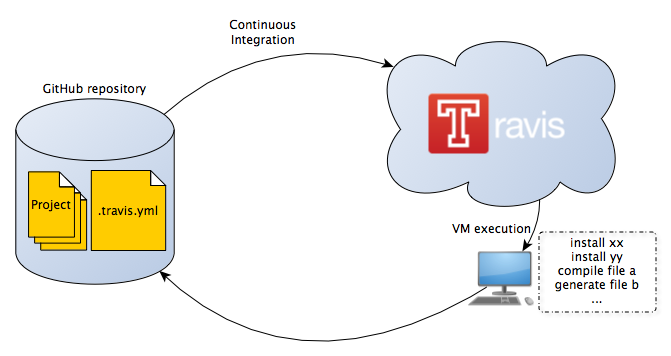 Continuous
Integration
GitHub repository
Travis
Project
.travis.yml
VM execution
install xx
install yy
compile file a
generate file b
...